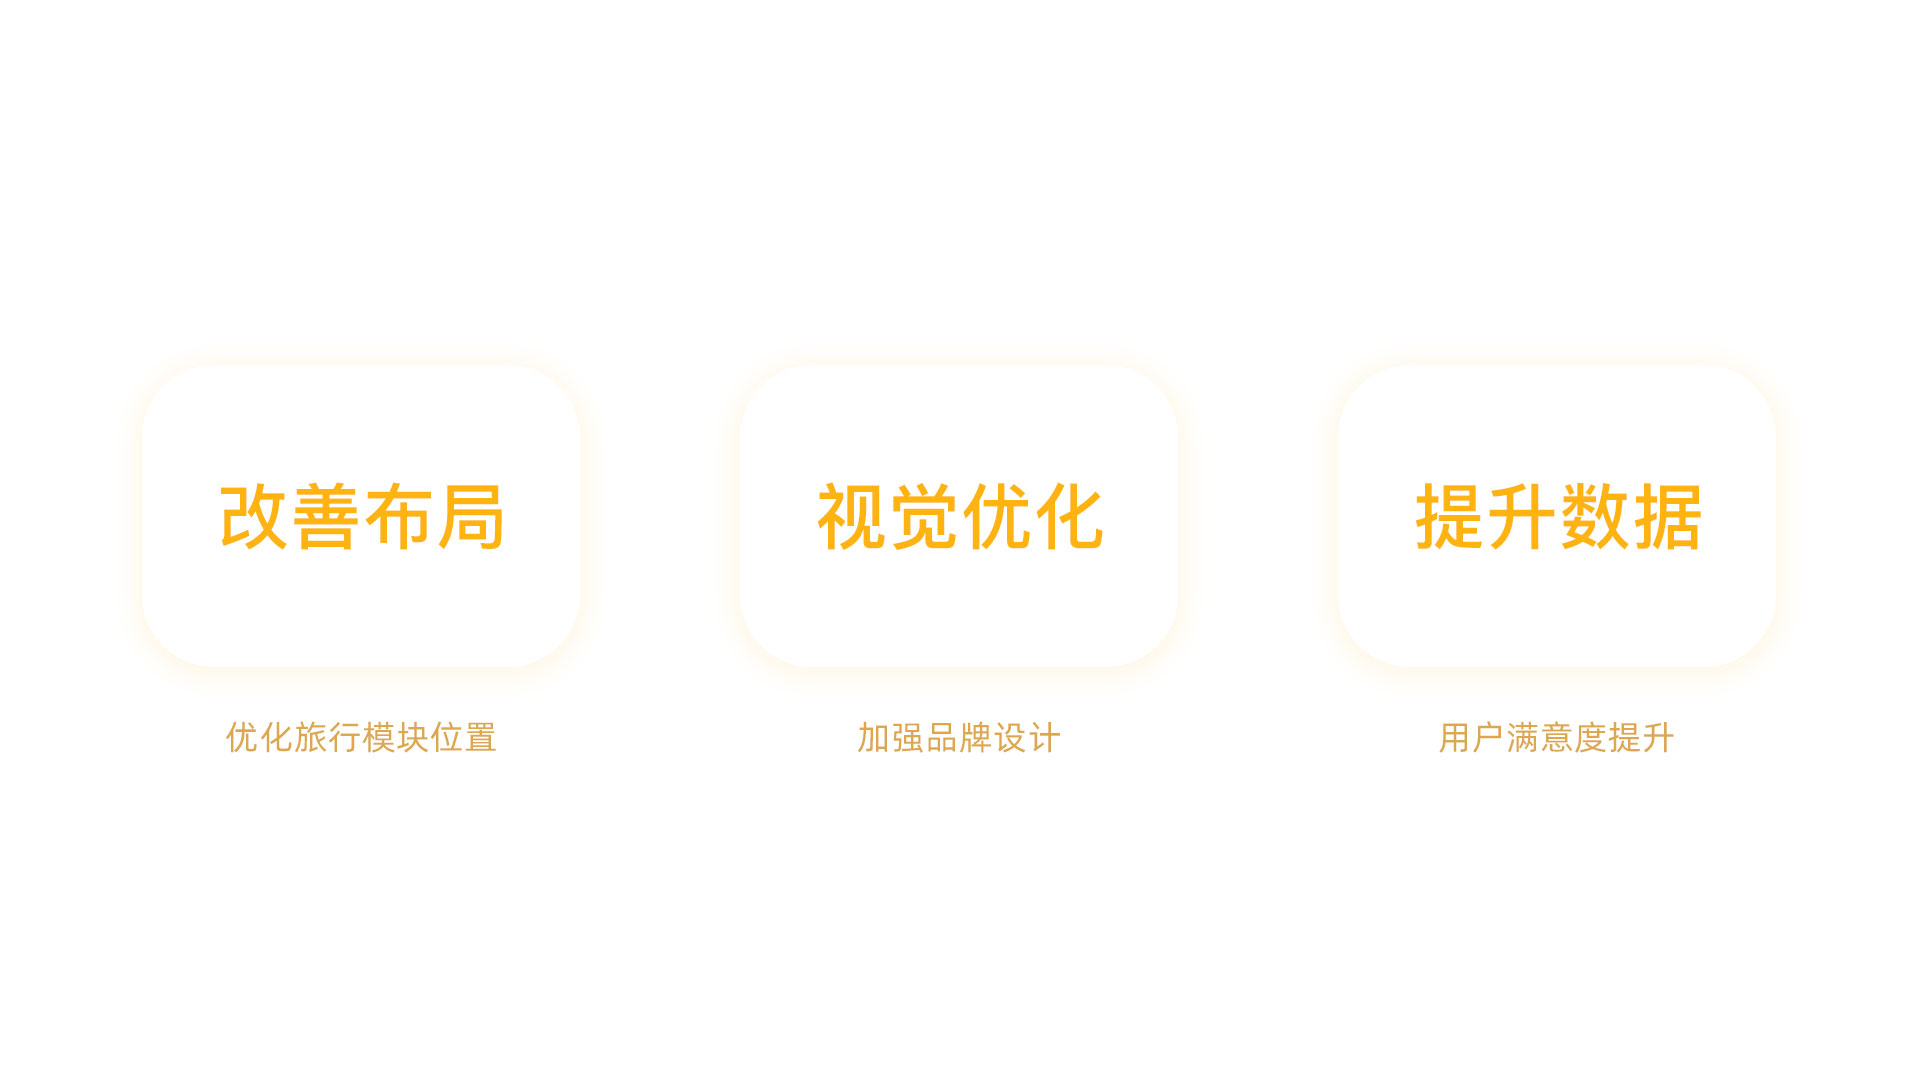 改善布局
视觉优化
提升数据
优化旅行模块位置
加强品牌设计
用户满意度提升